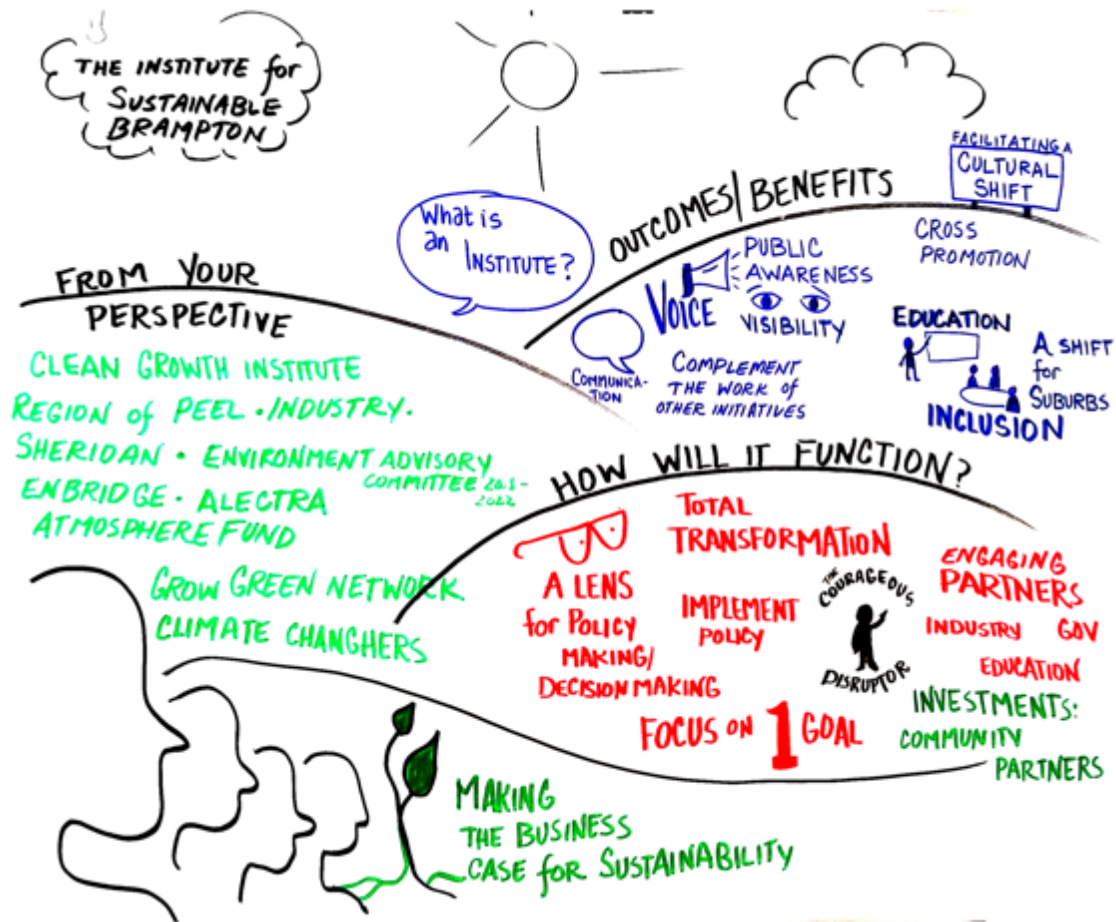 THE INSTITUTE for
SUSTAINABLE
BRAMPTON
What is
an INSTITUTE?
FROM YOUR
PERSPECTIVE
CLEAN GROWTH INSTITUTE
REGION of PEEL · INDUSTRY ·
SHERIDAN · ENVIRONMENT ADVISORY
COMMITTEE
2022
ENBRIDGE · ALECTRA
ATMOSPHERE FUND
GROW GREEN NETWORK
CLIMATE CHANGHERS
OUTCOMES/BENEFITS
FACILITATING A
CULTURAL
SHIFT
CROSS
PROMOTION
PUBLIC
AWARENESS
VOICE
VISIBILITY
COMMUNICA-
TION
COMPLEMENT
THE WORK of
OTHER INITIATIVES
EDUCATION
A SHIFT
for
SUBURBS
INCLUSION
HOW WILL IT FUNCTION?
TOTAL
TRANSFORMATION
A LENS
for POLICY
MAKING/
DECISION MAKING
IMPLEMENT
POLICY
THE
COURAGEOUS
DISRUPTOR
ENGAGING
PARTNERS
INDUSTRY GOV
EDUCATION
FOCUS ON 1 GOAL
INVESTMENTS:
COMMUNITY
PARTNERS
MAKING
THE BUSINESS
CASE for SUSTAINABILITY